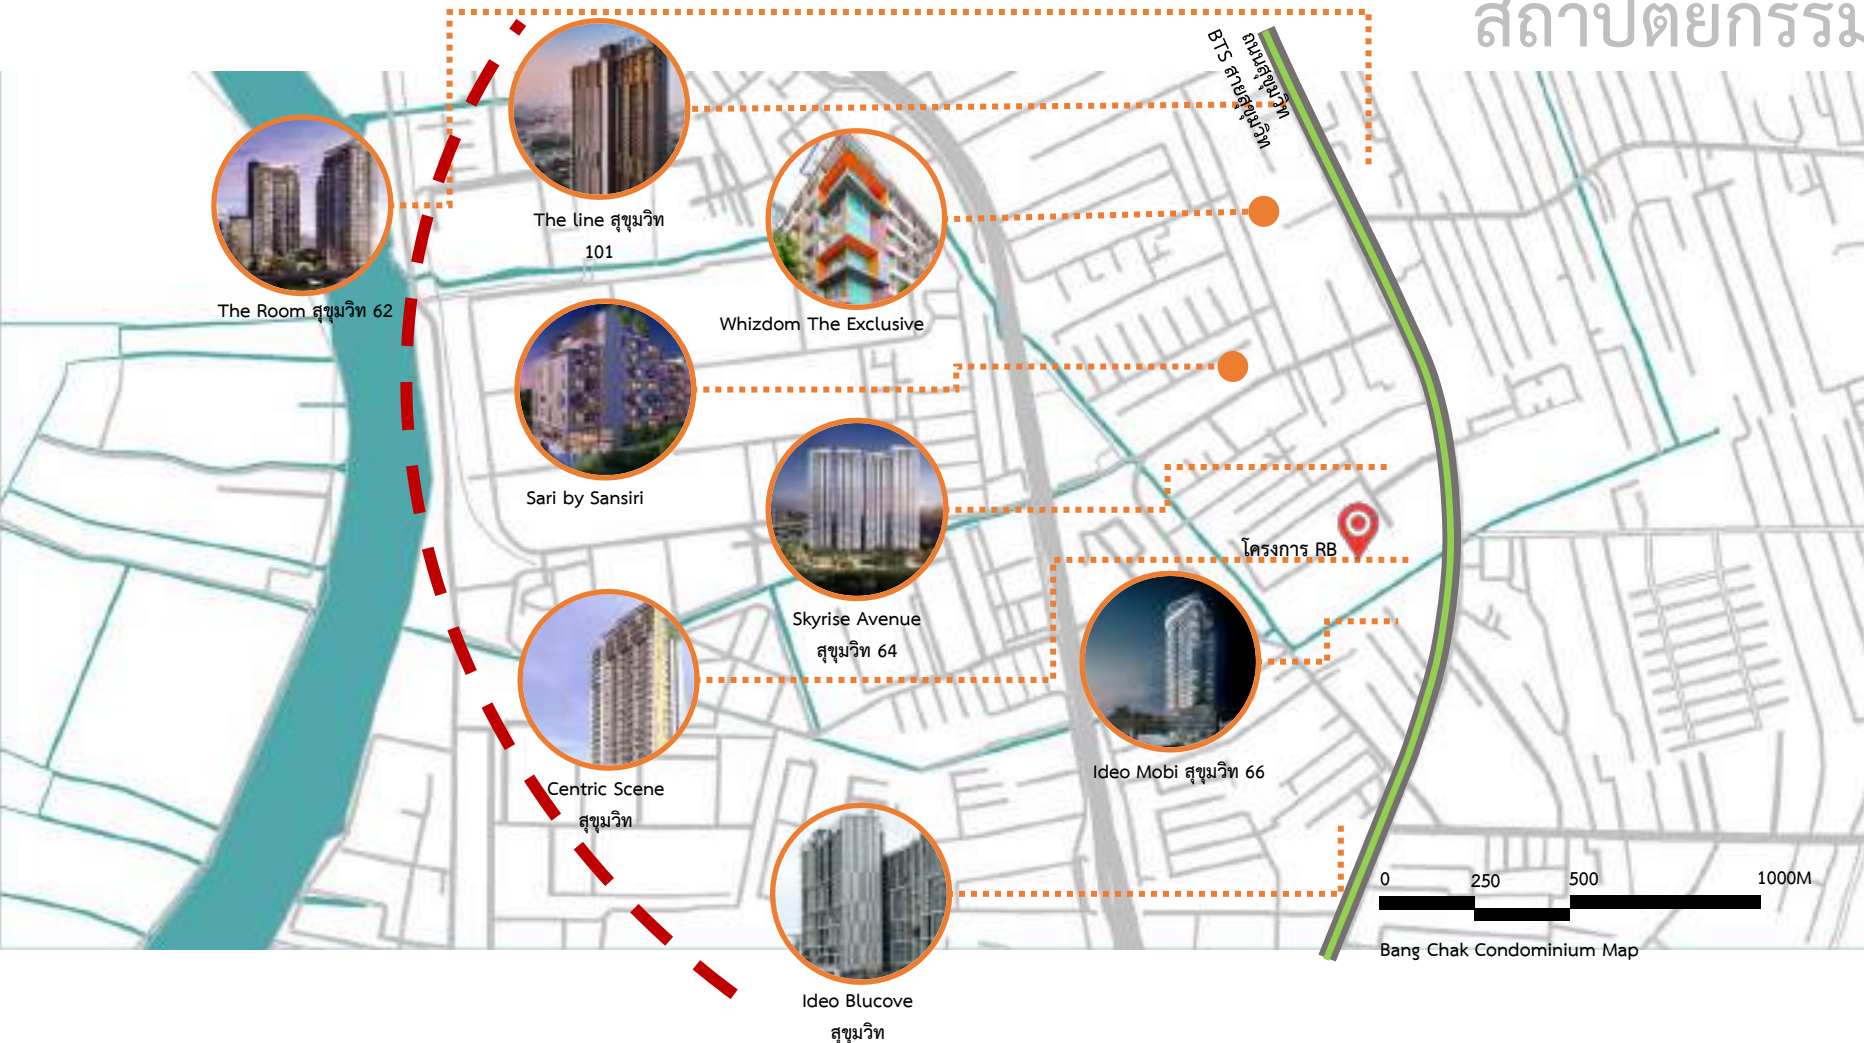 สถาปัตยกรรม
ถนนสุขุมวิท
BTS สายสุขุมวิท
The line สุขุมวิท
101
The Room สุขุมวิท 62
Whizdom The Exclusive
Sari by Sansiri
โครงการ RB
Skyrise Avenue
สุขุมวิท 64
Ideo Mobi สุขุมวิท 66
Centric Scene
สุขุมวิท
0 250 500 1000M
Bang Chak Condominium Map
Ideo Blucove
สุขุมวิท